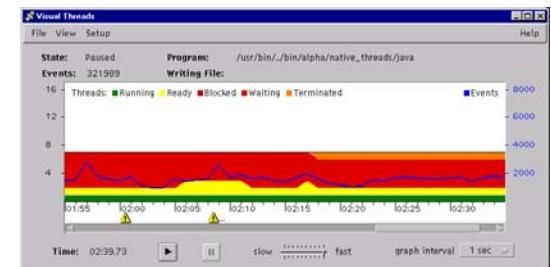 Visual Threads
File View Setup Help
State: Paused Program: /usr/bin/../bin/alpha/native_threads/java
Events: 321989 Writing File:
16 Threads: Running Ready Blocked Waiting Terminated Events 8000
12 6000
8 4000
4 2000
01:55 02:00 02:05 02:10 02:15 02:20 02:25 02:30
Time: 02:39.73 slow fast graph interval 1 sec